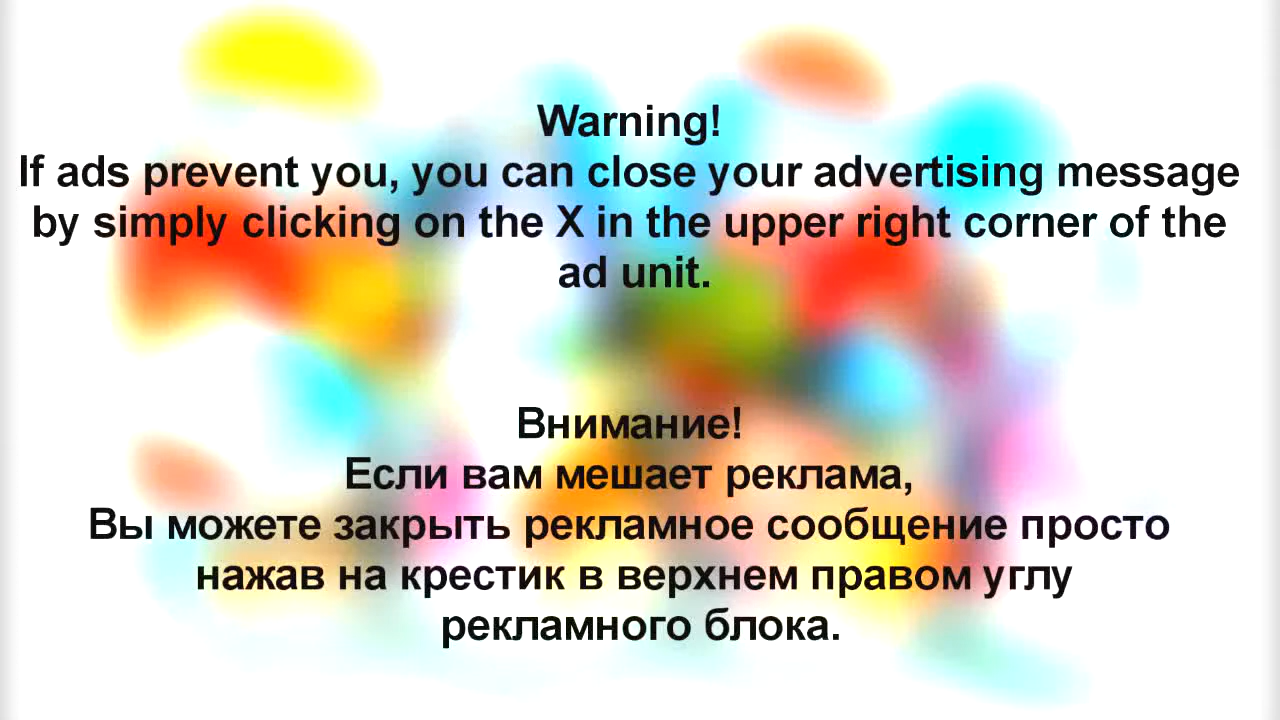 Warning!
If ads prevent you, you can close your advertising message
by simply clicking on the X in the upper right corner of the
ad unit.
Внимание!
Если вам мешает реклама,
Вы можете закрыть рекламное сообщение просто
нажав на крестик в верхнем правом углу
рекламного блока.